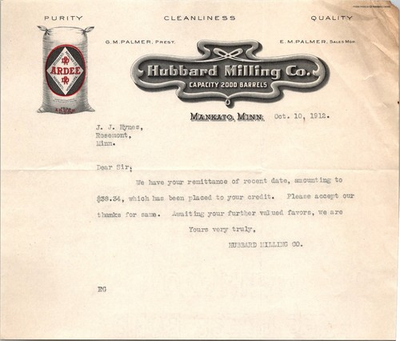 PURITY CLEANLINESS QUALITY
G.M. PALMER, PREST. E.M. PALMER, SALES MGR.
ARDEE
Hubbard Milling Co.
CAPACITY 2000 BARRELS
MANKATO, MINN. Oct. 10, 1912.
J. J. Hynes,
Rosemont,
Minn.
Dear Sir;
We have your remittance of recent date, amounting to
$38.34, which has been placed to your credit. Please accept our
thanks for same. Awaiting your further valued favors, we are
Yours very truly,
HUBBARD MILLING CO.